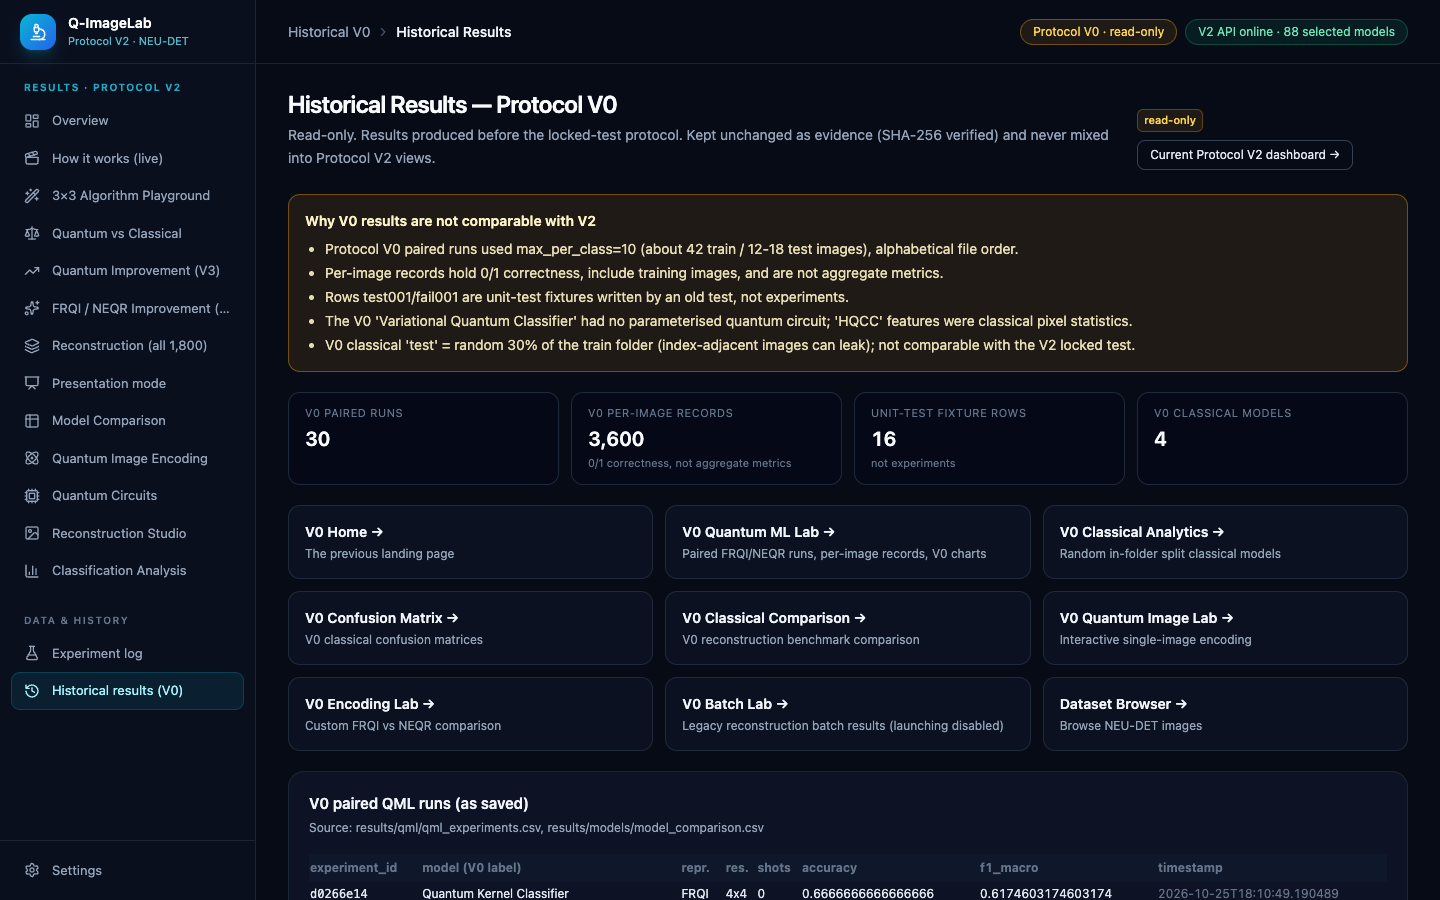 Q-ImageLab
Protocol V2 · NEU-DET
RESULTS · PROTOCOL V2
Overview
How it works (live)
3×3 Algorithm Playground
Quantum vs Classical
Quantum Improvement (V3)
FRQI / NEQR Improvement (...
Reconstruction (all 1,800)
Presentation mode
Model Comparison
Quantum Image Encoding
Quantum Circuits
Reconstruction Studio
Classification Analysis
DATA & HISTORY
Experiment log
Historical results (V0)
Settings
Historical V0 > Historical Results
Protocol V0 · read-only
V2 API online · 88 selected models
Historical Results — Protocol V0
Read-only. Results produced before the locked-test protocol. Kept unchanged as evidence (SHA-256 verified) and never mixed
into Protocol V2 views.
read-only
Current Protocol V2 dashboard →
Why V0 results are not comparable with V2
• Protocol V0 paired runs used max_per_class=10 (about 42 train / 12-18 test images), alphabetical file order.
• Per-image records hold 0/1 correctness, include training images, and are not aggregate metrics.
• Rows test001/fail001 are unit-test fixtures written by an old test, not experiments.
• The V0 'Variational Quantum Classifier' had no parameterised quantum circuit; 'HQCC' features were classical pixel statistics.
• V0 classical 'test' = random 30% of the train folder (index-adjacent images can leak); not comparable with the V2 locked test.
V0 PAIRED RUNS
30
V0 PER-IMAGE RECORDS
3,600
0/1 correctness, not aggregate metrics
UNIT-TEST FIXTURE ROWS
16
not experiments
V0 CLASSICAL MODELS
4
V0 Home →
The previous landing page
V0 Quantum ML Lab →
Paired FRQI/NEQR runs, per-image records, V0 charts
V0 Classical Analytics →
Random in-folder split classical models
V0 Confusion Matrix →
V0 classical confusion matrices
V0 Classical Comparison →
V0 reconstruction benchmark comparison
V0 Quantum Image Lab →
Interactive single-image encoding
V0 Encoding Lab →
Custom FRQI vs NEQR comparison
V0 Batch Lab →
Legacy reconstruction batch results (launching disabled)
Dataset Browser →
Browse NEU-DET images
V0 paired QML runs (as saved)
Source: results/qml/qml_experiments.csv, results/models/model_comparison.csv
experiment_id model (V0 label) repr. res. shots accuracy f1_macro timestamp
d0266e14 Quantum Kernel Classifier FRQI 4x4 0 0.6666666666666666 0.6174603174603174 2026-10-25T18:10:49.190489